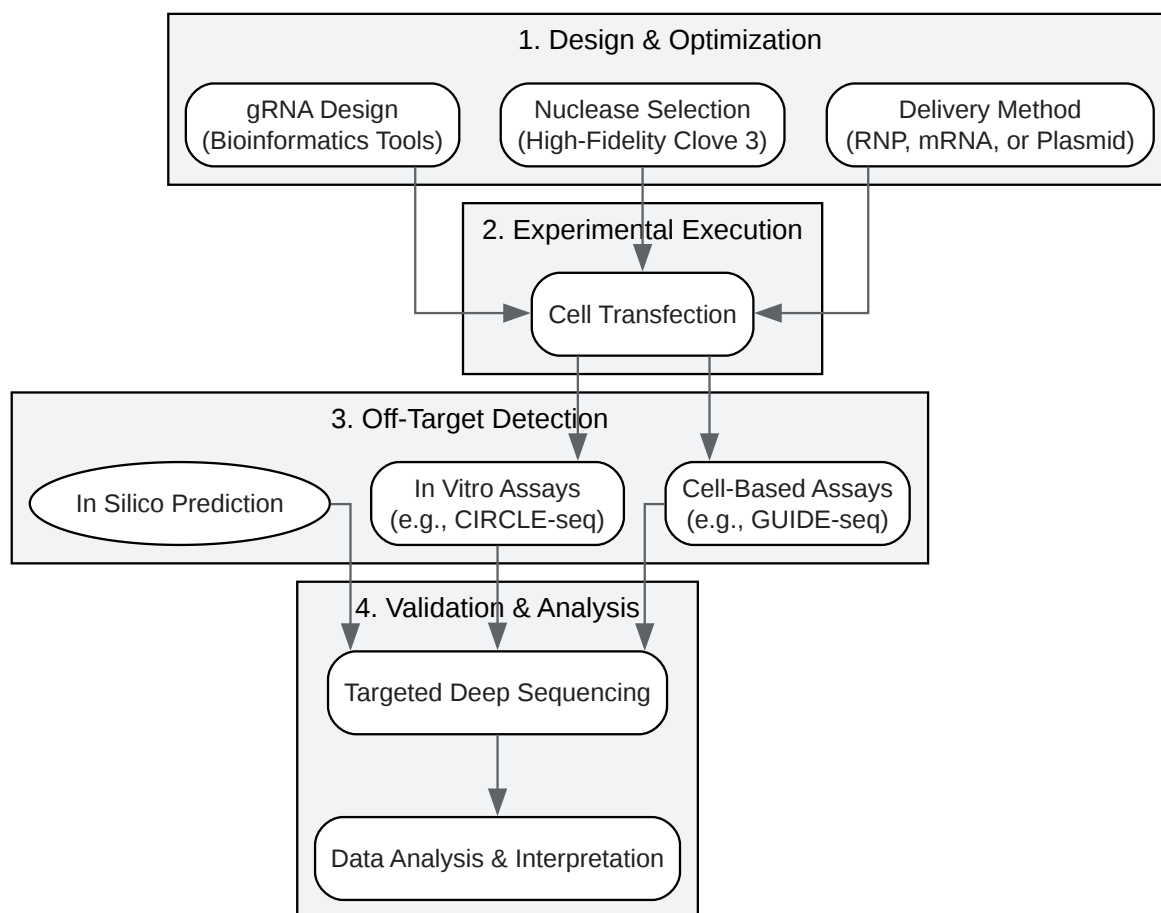 1. Design & Optimization
gRNA Design
(Bioinformatics Tools)
Nuclease Selection
(High-Fidelity Clove 3)
Delivery Method
(RNP, mRNA, or Plasmid)
2. Experimental Execution
Cell Transfection
3. Off-Target Detection
In Silico Prediction
In Vitro Assays
(e.g., CIRCLE-seq)
Cell-Based Assays
(e.g., GUIDE-seq)
4. Validation & Analysis
Targeted Deep Sequencing
Data Analysis & Interpretation